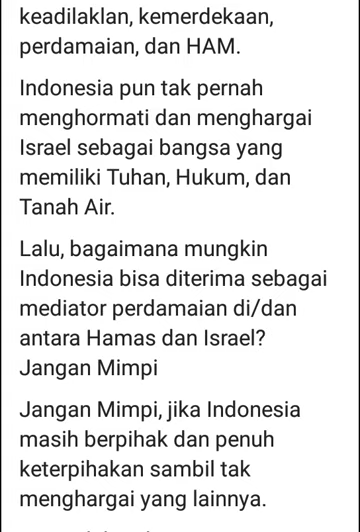 keadilaklan, kemerdekaan,
perdamaian, dan HAM.
Indonesia pun tak pernah
menghormati dan menghargai
Israel sebagai bangsa yang
memiliki Tuhan, Hukum, dan
Tanah Air.
Lalu, bagaimana mungkin
Indonesia bisa diterima sebagai
mediator perdamaian di/dan
antara Hamas dan Israel?
Jangan Mimpi
Jangan Mimpi, jika Indonesia
masih berpihak dan penuh
keterpihakan sambil tak
menghargai yang lainnya.